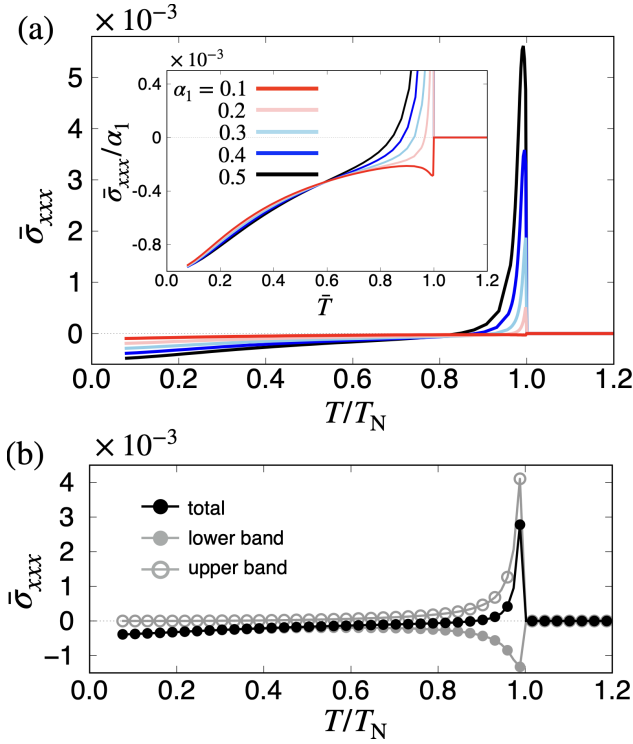 (a)
× 10⁻³
5
4
3
2
1
0
σ̄ₓₓₓ
× 10⁻³
0.4
0
-0.4
-0.8
σ̄ₓₓₓ/α₁
α₁ = 0.1
0.2
0.3
0.4
0.5
0.0 0.2 0.4 0.6 0.8 1.0 1.2
T̄
0.0 0.2 0.4 0.6 0.8 1.0 1.2
T/T_N
(b)
× 10⁻³
4
3
2
1
0
−1
σ̄ₓₓₓ
total
lower band
upper band
0.0 0.2 0.4 0.6 0.8 1.0 1.2
T/T_N